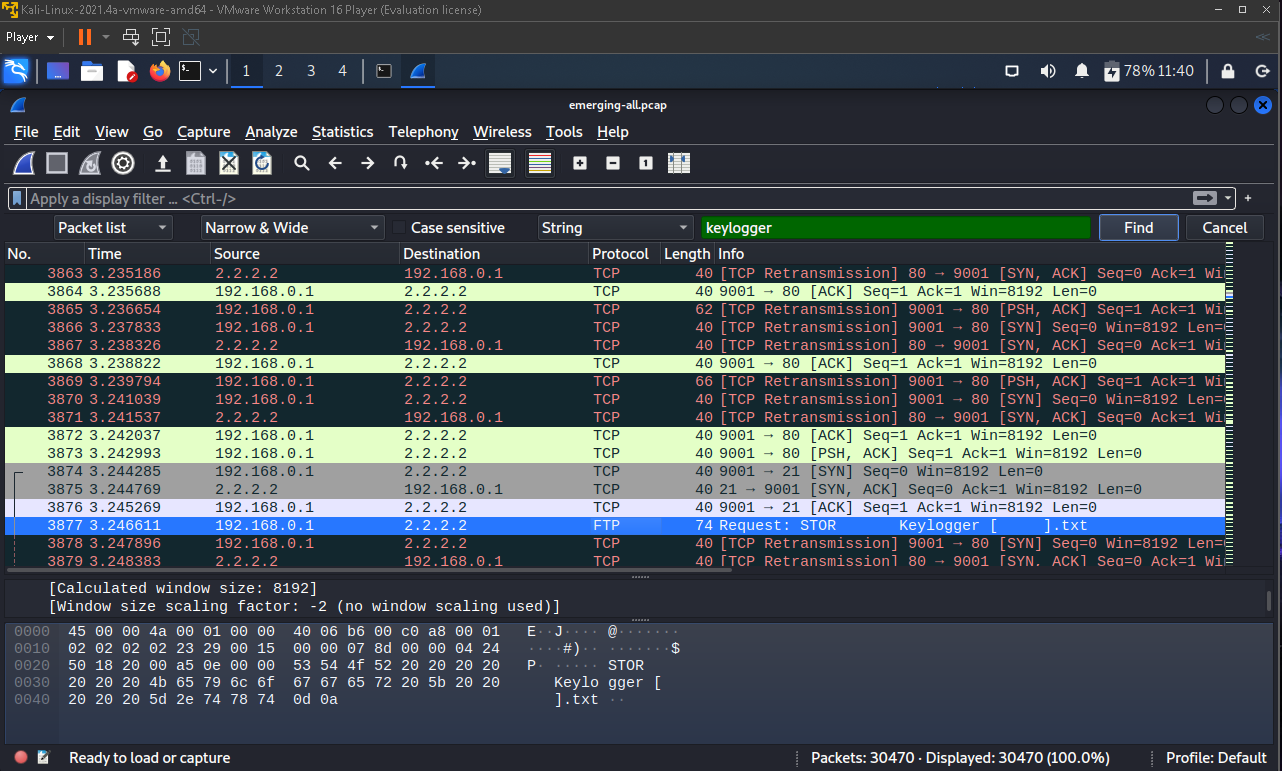 Kali-Linux-2021.4a-vmware-amd64 - VMware Workstation 16 Player (Evaluation license)
Player
1 2 3 4 78% 11:40
emerging-all.pcap
File Edit View Go Capture Analyze Statistics Telephony Wireless Tools Help
Apply a display filter … <Ctrl-/>
Packet list Narrow & Wide Case sensitive String keylogger Find Cancel
No. Time Source Destination Protocol Length Info
3863 3.235186 2.2.2.2 192.168.0.1 TCP 40 [TCP Retransmission] 80 → 9001 [SYN, ACK] Seq=0 Ack=1 Wi
3864 3.235688 192.168.0.1 2.2.2.2 TCP 40 9001 → 80 [ACK] Seq=1 Ack=1 Win=8192 Len=0
3865 3.236654 192.168.0.1 2.2.2.2 TCP 62 [TCP Retransmission] 9001 → 80 [PSH, ACK] Seq=1 Ack=1 Wi
3866 3.237833 192.168.0.1 2.2.2.2 TCP 40 [TCP Retransmission] 9001 → 80 [SYN] Seq=0 Win=8192 Len=0
3867 3.238326 2.2.2.2 192.168.0.1 TCP 40 [TCP Retransmission] 80 → 9001 [SYN, ACK] Seq=0 Ack=1 Wi
3868 3.238822 192.168.0.1 2.2.2.2 TCP 40 9001 → 80 [ACK] Seq=1 Ack=1 Win=8192 Len=0
3869 3.239794 192.168.0.1 2.2.2.2 TCP 66 [TCP Retransmission] 9001 → 80 [PSH, ACK] Seq=1 Ack=1 Wi
3870 3.241039 192.168.0.1 2.2.2.2 TCP 40 [TCP Retransmission] 9001 → 80 [SYN] Seq=0 Win=8192 Len=0
3871 3.241537 2.2.2.2 192.168.0.1 TCP 40 [TCP Retransmission] 80 → 9001 [SYN, ACK] Seq=0 Ack=1 Wi
3872 3.242037 192.168.0.1 2.2.2.2 TCP 40 9001 → 80 [ACK] Seq=1 Ack=1 Win=8192 Len=0
3873 3.242993 192.168.0.1 2.2.2.2 TCP 40 9001 → 80 [PSH, ACK] Seq=1 Ack=1 Win=8192 Len=0
3874 3.244285 192.168.0.1 2.2.2.2 TCP 40 9001 → 21 [SYN] Seq=0 Win=8192 Len=0
3875 3.244769 2.2.2.2 192.168.0.1 TCP 40 21 → 9001 [SYN, ACK] Seq=0 Ack=1 Win=8192 Len=0
3876 3.245269 192.168.0.1 2.2.2.2 TCP 40 9001 → 21 [ACK] Seq=1 Ack=1 Win=8192 Len=0
3877 3.246611 192.168.0.1 2.2.2.2 FTP 74 Request: STOR       Keylogger [     ].txt
3878 3.247896 192.168.0.1 2.2.2.2 TCP 40 [TCP Retransmission] 9001 → 80 [SYN] Seq=0 Win=8192 Len=0
3879 3.248383 2.2.2.2 192.168.0.1 TCP 40 [TCP Retransmission] 80 → 9001 [SYN, ACK] Seq=0 Ack=1 Wi
[Calculated window size: 8192]
[Window size scaling factor: -2 (no window scaling used)]
0000 45 00 00 4a 00 01 00 00 40 06 b6 00 c0 a8 00 01 E··J···· @·······
0010 02 02 02 02 23 29 00 15 00 00 07 8d 00 00 04 24 ····#)·· ·······$
0020 50 18 20 00 a5 0e 00 00 53 54 4f 52 20 20 20 20 P· ····· STOR
0030 20 20 20 4b 65 79 6c 6f 67 67 65 72 20 5b 20 20 Keylo gger [
0040 20 20 20 5d 2e 74 78 74 0d 0a ].txt ··
Ready to load or capture Packets: 30470 · Displayed: 30470 (100.0%) Profile: Default